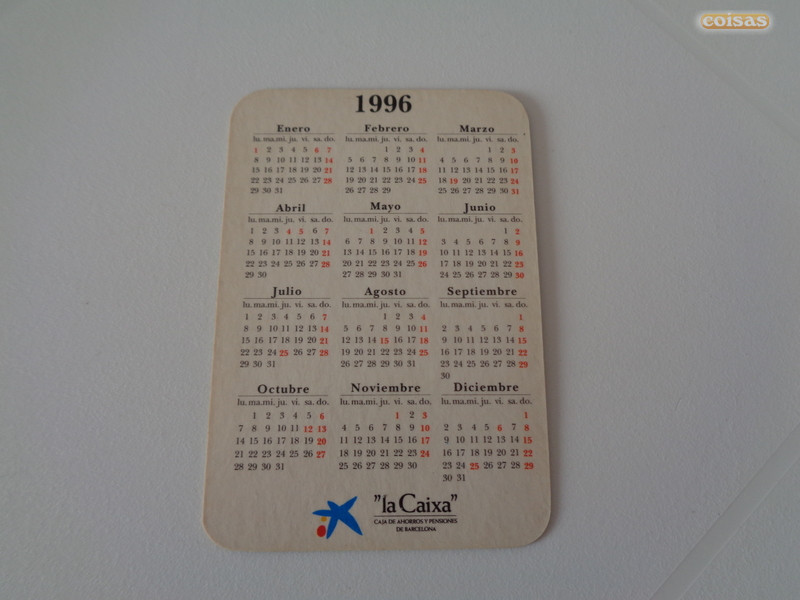 coisas
1996
Enero
lu. ma. mi. ju. vi. sa. do.
1 2 3 4 5 6 7
8 9 10 11 12 13 14
15 16 17 18 19 20 21
22 23 24 25 26 27 28
29 30 31
Febrero
lu. ma. mi. ju. vi. sa. do.
1 2 3 4
5 6 7 8 9 10 11
12 13 14 15 16 17 18
19 20 21 22 23 24 25
26 27 28 29
Marzo
lu. ma. mi. ju. vi. sa. do.
1 2 3
4 5 6 7 8 9 10
11 12 13 14 15 16 17
18 19 20 21 22 23 24
25 26 27 28 29 30 31
Abril
lu. ma. mi. ju. vi. sa. do.
1 2 3 4 5 6 7
8 9 10 11 12 13 14
15 16 17 18 19 20 21
22 23 24 25 26 27 28
29 30
Mayo
lu. ma. mi. ju. vi. sa. do.
1 2 3 4 5
6 7 8 9 10 11 12
13 14 15 16 17 18 19
20 21 22 23 24 25 26
27 28 29 30 31
Junio
lu. ma. mi. ju. vi. sa. do.
1 2
3 4 5 6 7 8 9
10 11 12 13 14 15 16
17 18 19 20 21 22 23
24 25 26 27 28 29 30
Julio
lu. ma. mi. ju. vi. sa. do.
1 2 3 4 5 6 7
8 9 10 11 12 13 14
15 16 17 18 19 20 21
22 23 24 25 26 27 28
29 30 31
Agosto
lu. ma. mi. ju. vi. sa. do.
1 2 3 4
5 6 7 8 9 10 11
12 13 14 15 16 17 18
19 20 21 22 23 24 25
26 27 28 29 30 31
Septiembre
lu. ma. mi. ju. vi. sa. do.
1
2 3 4 5 6 7 8
9 10 11 12 13 14 15
16 17 18 19 20 21 22
23 24 25 26 27 28 29
30
Octubre
lu. ma. mi. ju. vi. sa. do.
1 2 3 4 5 6
7 8 9 10 11 12 13
14 15 16 17 18 19 20
21 22 23 24 25 26 27
28 29 30 31
Noviembre
lu. ma. mi. ju. vi. sa. do.
1 2 3
4 5 6 7 8 9 10
11 12 13 14 15 16 17
18 19 20 21 22 23 24
25 26 27 28 29 30
Diciembre
lu. ma. mi. ju. vi. sa. do.
1
2 3 4 5 6 7 8
9 10 11 12 13 14 15
16 17 18 19 20 21 22
23 24 25 26 27 28 29
30 31
"la Caixa"
CAJA DE AHORROS Y PENSIONES
DE BARCELONA